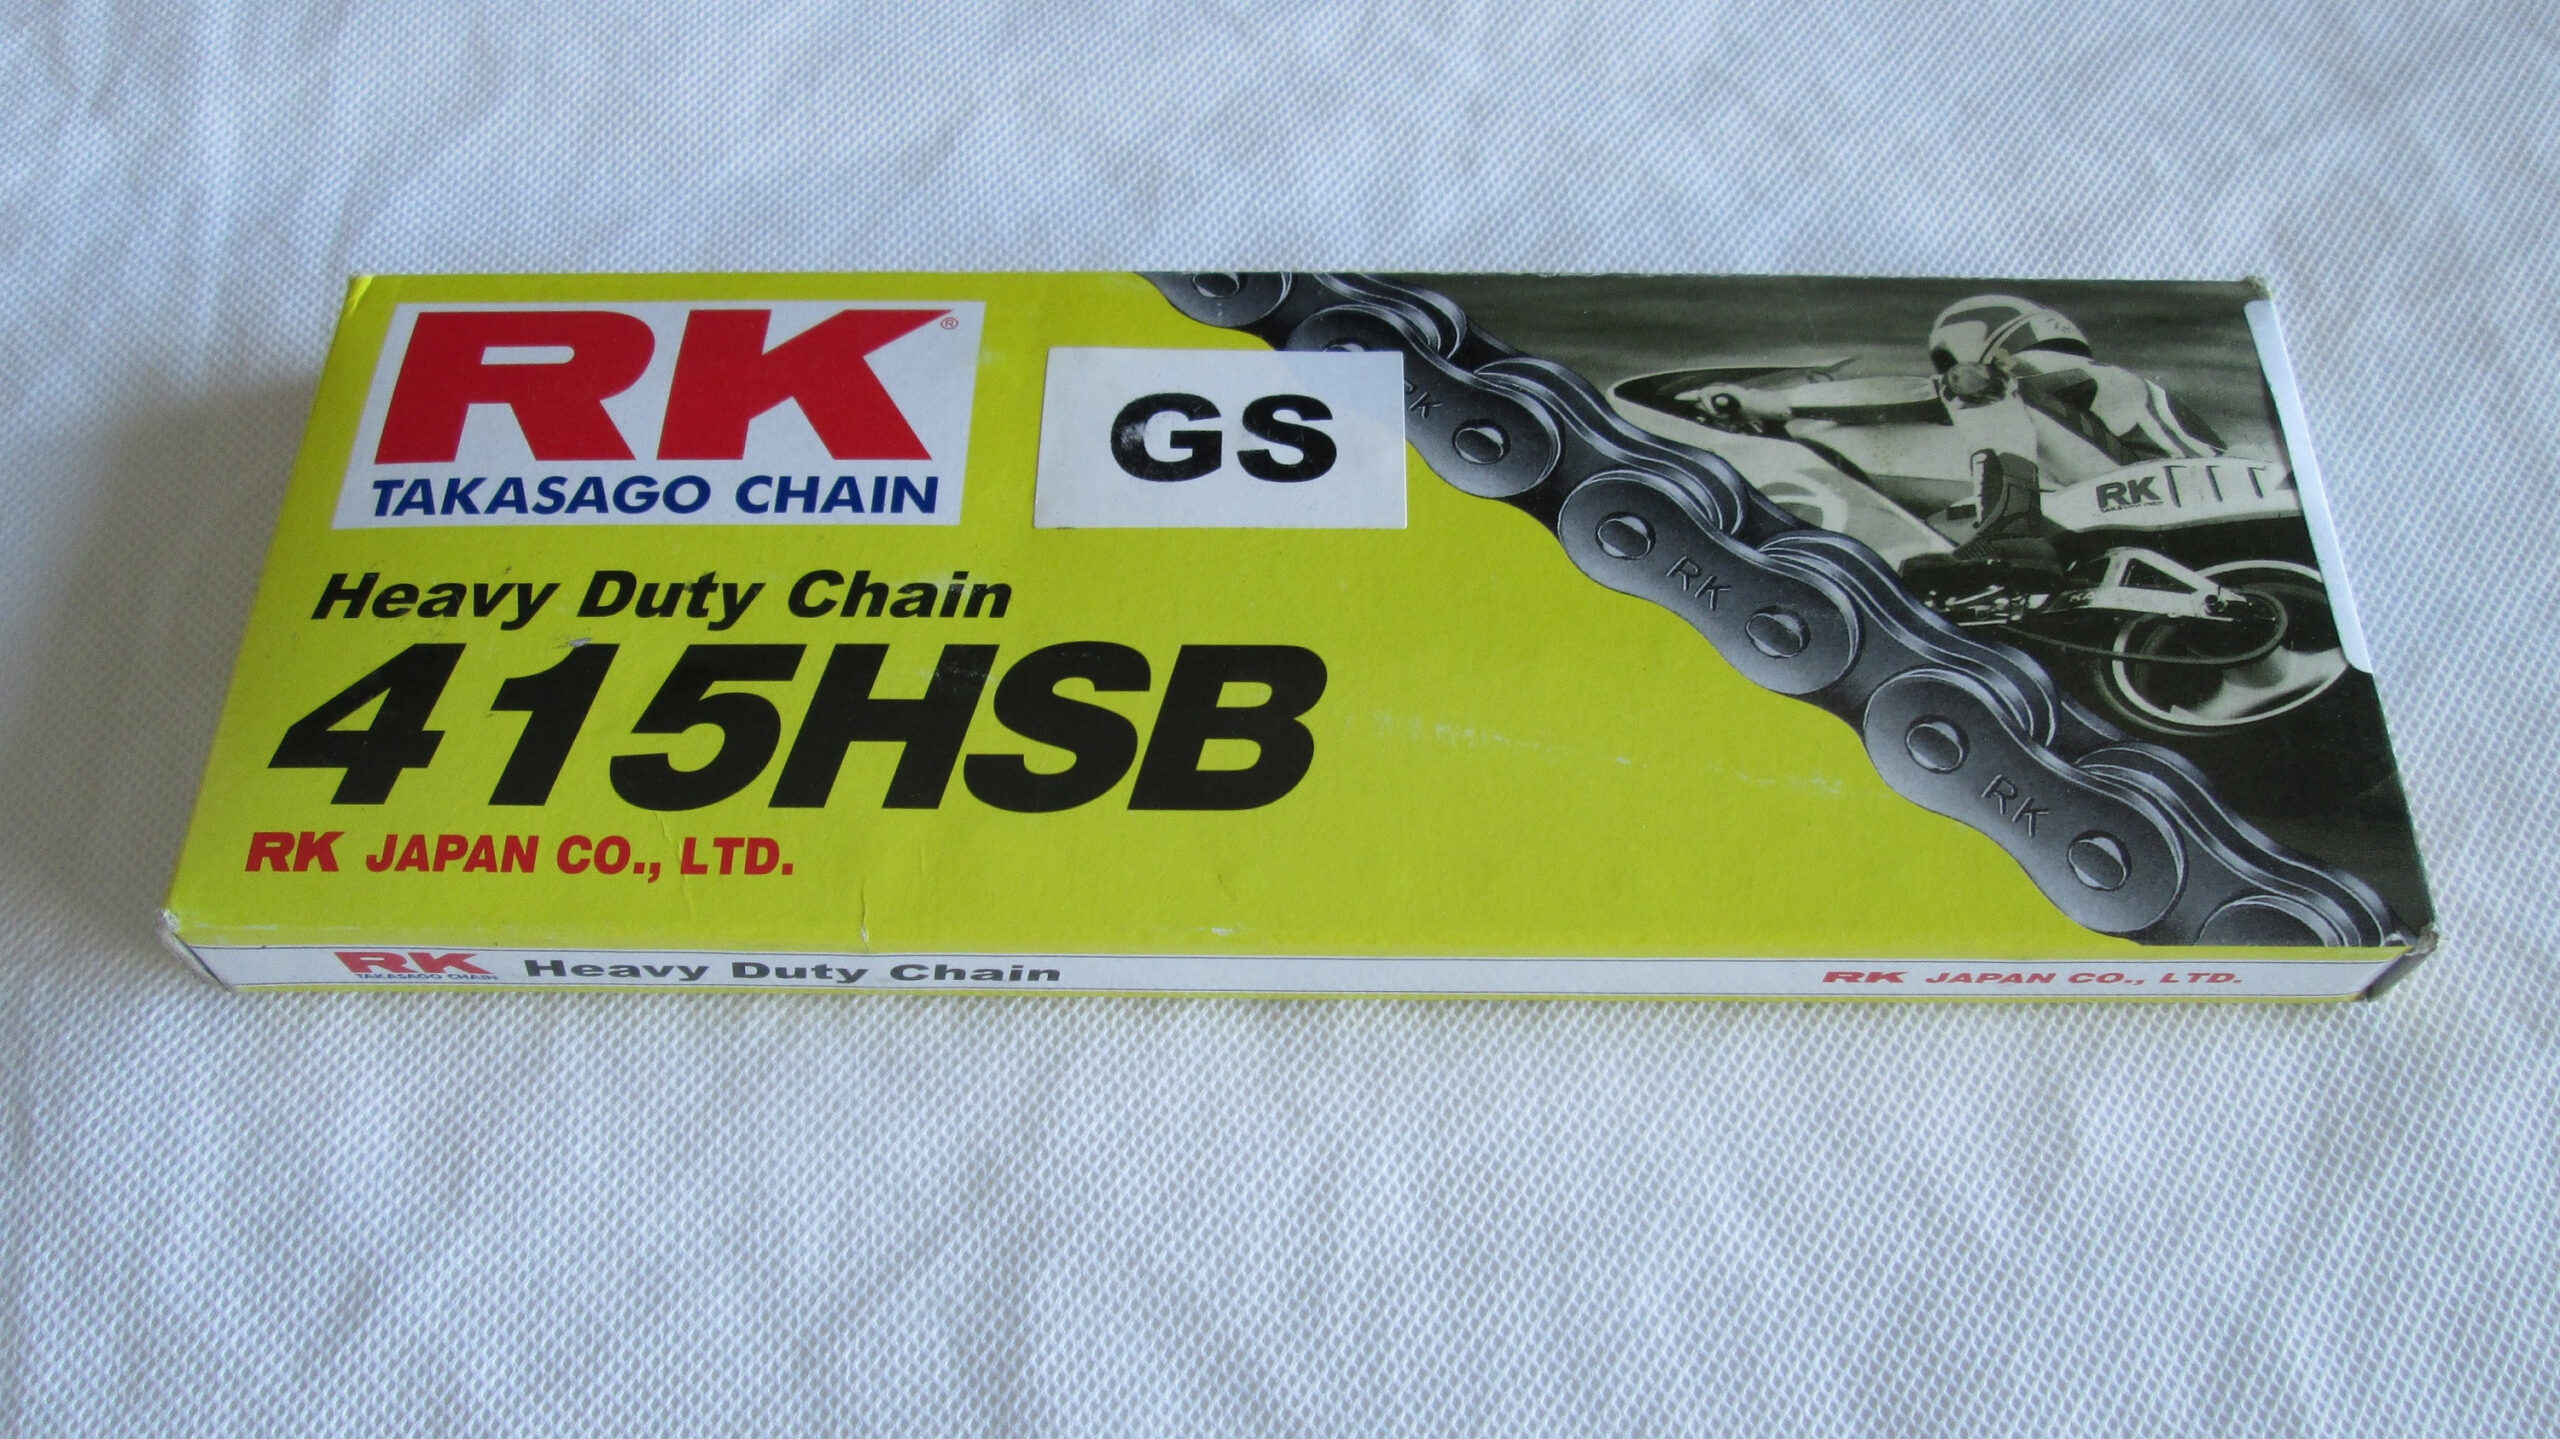 RK®
TAKASAGO CHAIN
GS
Heavy Duty Chain
415HSB
RK JAPAN CO., LTD.
RK
RK
RK
RK
RK
TAKASAGO CHAIN
Heavy Duty Chain
RK JAPAN CO., LTD.